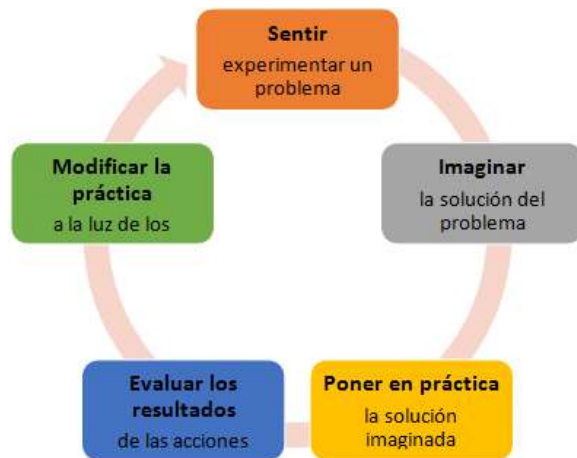 Sentir
experimentar un
problema
Imaginar
la solución del
problema
Poner en práctica
la solución
imaginada
Evaluar los
resultados
de las acciones
Modificar la
práctica
a la luz de los